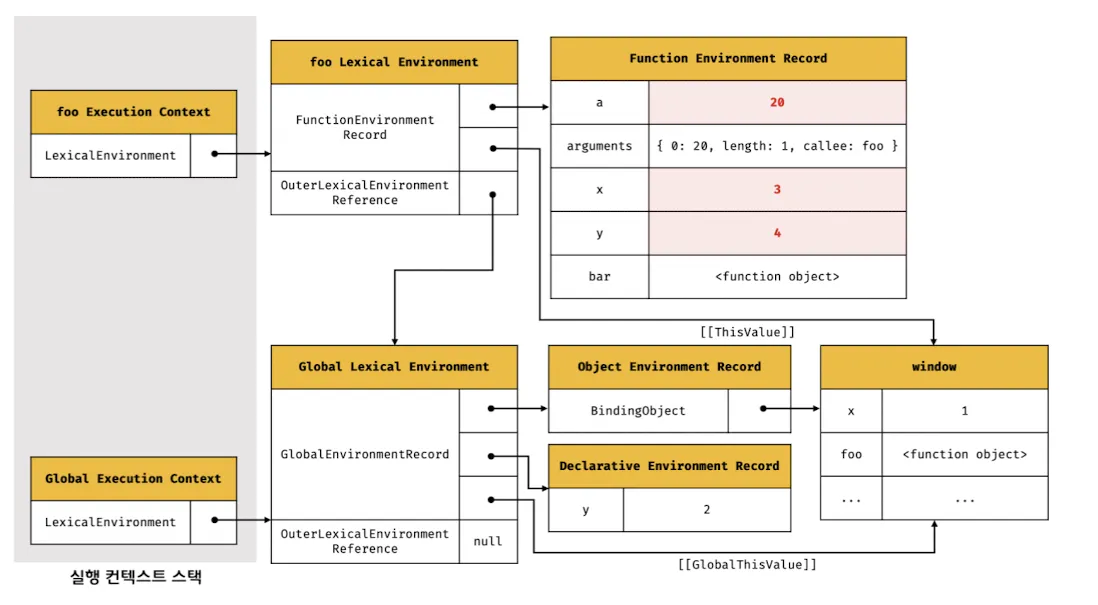 foo Execution Context
LexicalEnvironment
foo Lexical Environment
FunctionEnvironment
Record
OuterLexicalEnvironment
Reference
Function Environment Record
a 20
arguments { 0: 20, length: 1, callee: foo }
x 3
y 4
bar <function object>
[[ThisValue]]
Global Execution Context
LexicalEnvironment
Global Lexical Environment
GlobalEnvironmentRecord
OuterLexicalEnvironment
Reference
null
Object Environment Record
BindingObject
Declarative Environment Record
y 2
window
x 1
foo <function object>
... ...
[[GlobalThisValue]]
실행 컨텍스트 스택